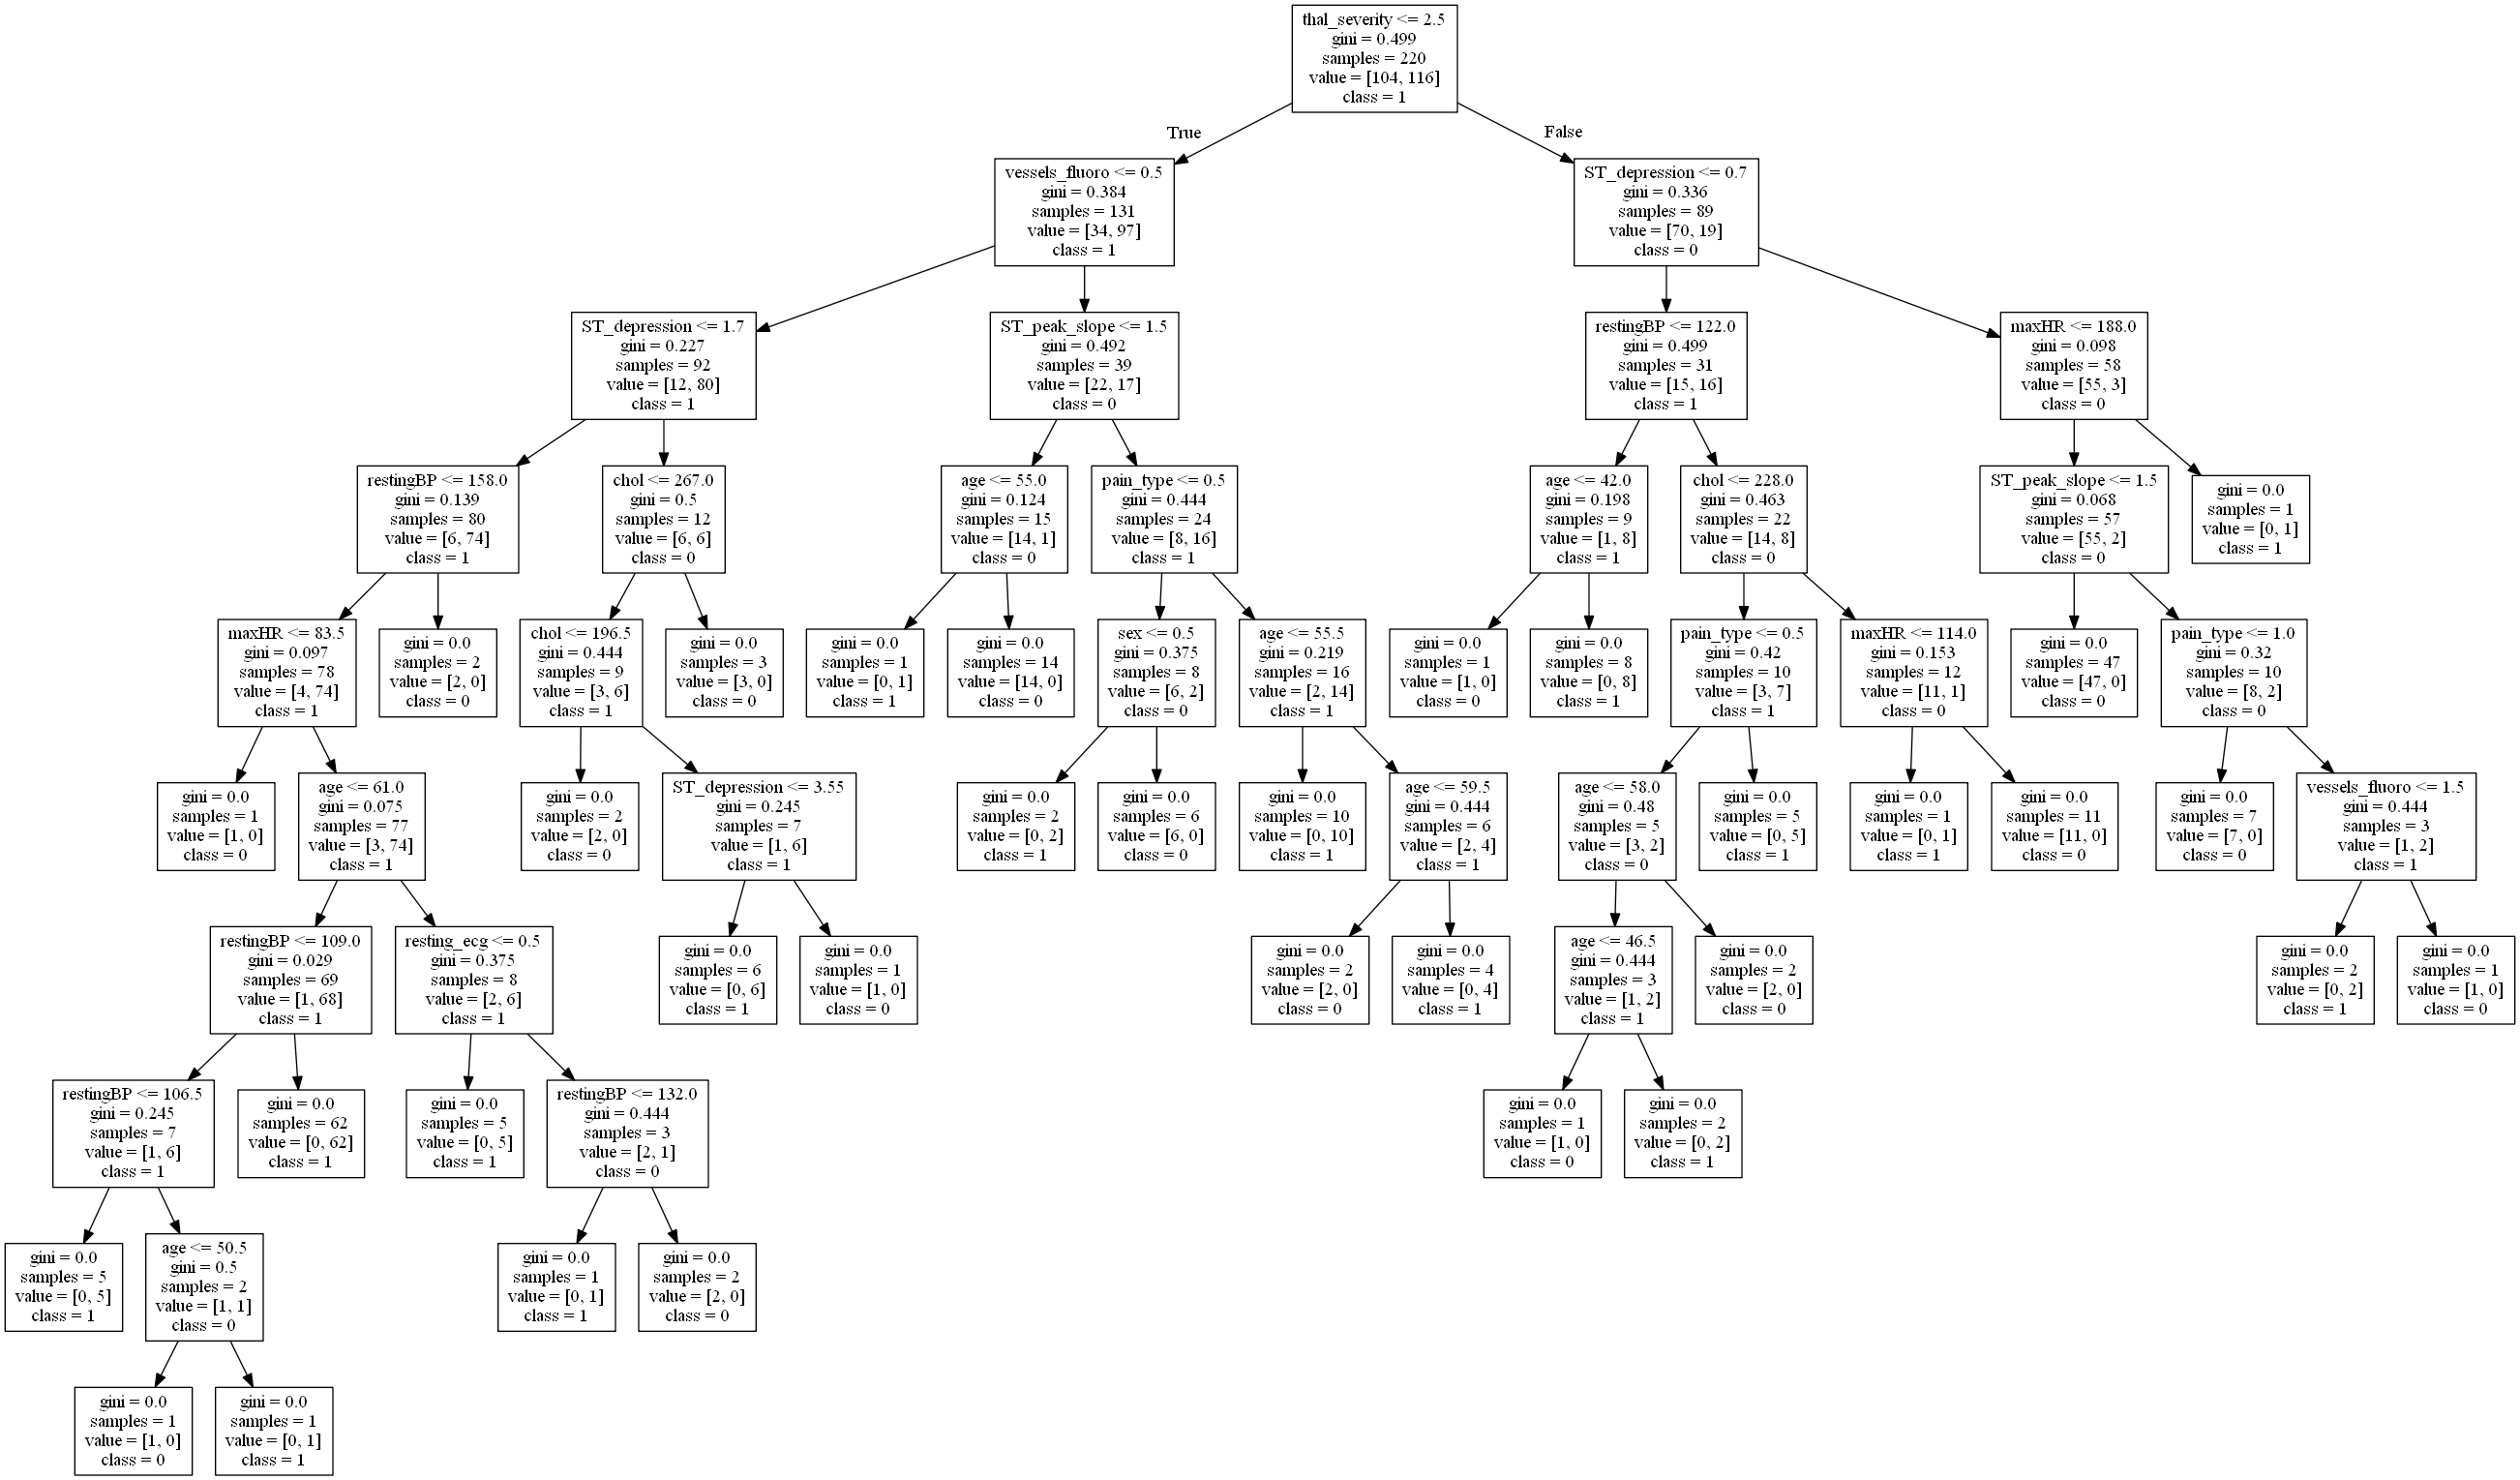 thal_severity <= 2.5
gini = 0.499
samples = 220
value = [104, 116]
class = 1
True
False
vessels_fluoro <= 0.5
gini = 0.384
samples = 131
value = [34, 97]
class = 1
ST_depression <= 0.7
gini = 0.336
samples = 89
value = [70, 19]
class = 0
ST_depression <= 1.7
gini = 0.227
samples = 92
value = [12, 80]
class = 1
ST_peak_slope <= 1.5
gini = 0.492
samples = 39
value = [22, 17]
class = 0
restingBP <= 122.0
gini = 0.499
samples = 31
value = [15, 16]
class = 1
maxHR <= 188.0
gini = 0.098
samples = 58
value = [55, 3]
class = 0
restingBP <= 158.0
gini = 0.139
samples = 80
value = [6, 74]
class = 1
chol <= 267.0
gini = 0.5
samples = 12
value = [6, 6]
class = 0
age <= 55.0
gini = 0.124
samples = 15
value = [14, 1]
class = 0
pain_type <= 0.5
gini = 0.444
samples = 24
value = [8, 16]
class = 1
age <= 42.0
gini = 0.198
samples = 9
value = [1, 8]
class = 1
chol <= 228.0
gini = 0.463
samples = 22
value = [14, 8]
class = 0
ST_peak_slope <= 1.5
gini = 0.068
samples = 57
value = [55, 2]
class = 0
gini = 0.0
samples = 1
value = [0, 1]
class = 1
maxHR <= 83.5
gini = 0.097
samples = 78
value = [4, 74]
class = 1
gini = 0.0
samples = 2
value = [2, 0]
class = 0
chol <= 196.5
gini = 0.444
samples = 9
value = [3, 6]
class = 1
gini = 0.0
samples = 3
value = [3, 0]
class = 0
gini = 0.0
samples = 1
value = [0, 1]
class = 1
gini = 0.0
samples = 14
value = [14, 0]
class = 0
sex <= 0.5
gini = 0.375
samples = 8
value = [6, 2]
class = 0
age <= 55.5
gini = 0.219
samples = 16
value = [2, 14]
class = 1
gini = 0.0
samples = 1
value = [1, 0]
class = 0
gini = 0.0
samples = 8
value = [0, 8]
class = 1
pain_type <= 0.5
gini = 0.42
samples = 10
value = [3, 7]
class = 1
maxHR <= 114.0
gini = 0.153
samples = 12
value = [11, 1]
class = 0
gini = 0.0
samples = 47
value = [47, 0]
class = 0
pain_type <= 1.0
gini = 0.32
samples = 10
value = [8, 2]
class = 0
gini = 0.0
samples = 1
value = [1, 0]
class = 0
age <= 61.0
gini = 0.075
samples = 77
value = [3, 74]
class = 1
gini = 0.0
samples = 2
value = [2, 0]
class = 0
ST_depression <= 3.55
gini = 0.245
samples = 7
value = [1, 6]
class = 1
gini = 0.0
samples = 2
value = [0, 2]
class = 1
gini = 0.0
samples = 6
value = [6, 0]
class = 0
gini = 0.0
samples = 10
value = [0, 10]
class = 1
age <= 59.5
gini = 0.444
samples = 6
value = [2, 4]
class = 1
age <= 58.0
gini = 0.48
samples = 5
value = [3, 2]
class = 0
gini = 0.0
samples = 5
value = [0, 5]
class = 1
gini = 0.0
samples = 1
value = [0, 1]
class = 1
gini = 0.0
samples = 11
value = [11, 0]
class = 0
gini = 0.0
samples = 7
value = [7, 0]
class = 0
vessels_fluoro <= 1.5
gini = 0.444
samples = 3
value = [1, 2]
class = 1
restingBP <= 109.0
gini = 0.029
samples = 69
value = [1, 68]
class = 1
resting_ecg <= 0.5
gini = 0.375
samples = 8
value = [2, 6]
class = 1
gini = 0.0
samples = 6
value = [0, 6]
class = 1
gini = 0.0
samples = 1
value = [1, 0]
class = 0
gini = 0.0
samples = 2
value = [2, 0]
class = 0
gini = 0.0
samples = 4
value = [0, 4]
class = 1
age <= 46.5
gini = 0.444
samples = 3
value = [1, 2]
class = 1
gini = 0.0
samples = 2
value = [2, 0]
class = 0
gini = 0.0
samples = 2
value = [0, 2]
class = 1
gini = 0.0
samples = 1
value = [1, 0]
class = 0
restingBP <= 106.5
gini = 0.245
samples = 7
value = [1, 6]
class = 1
gini = 0.0
samples = 62
value = [0, 62]
class = 1
gini = 0.0
samples = 5
value = [0, 5]
class = 1
restingBP <= 132.0
gini = 0.444
samples = 3
value = [2, 1]
class = 0
gini = 0.0
samples = 1
value = [1, 0]
class = 0
gini = 0.0
samples = 2
value = [0, 2]
class = 1
gini = 0.0
samples = 5
value = [0, 5]
class = 1
age <= 50.5
gini = 0.5
samples = 2
value = [1, 1]
class = 0
gini = 0.0
samples = 1
value = [0, 1]
class = 1
gini = 0.0
samples = 2
value = [2, 0]
class = 0
gini = 0.0
samples = 1
value = [1, 0]
class = 0
gini = 0.0
samples = 1
value = [0, 1]
class = 1